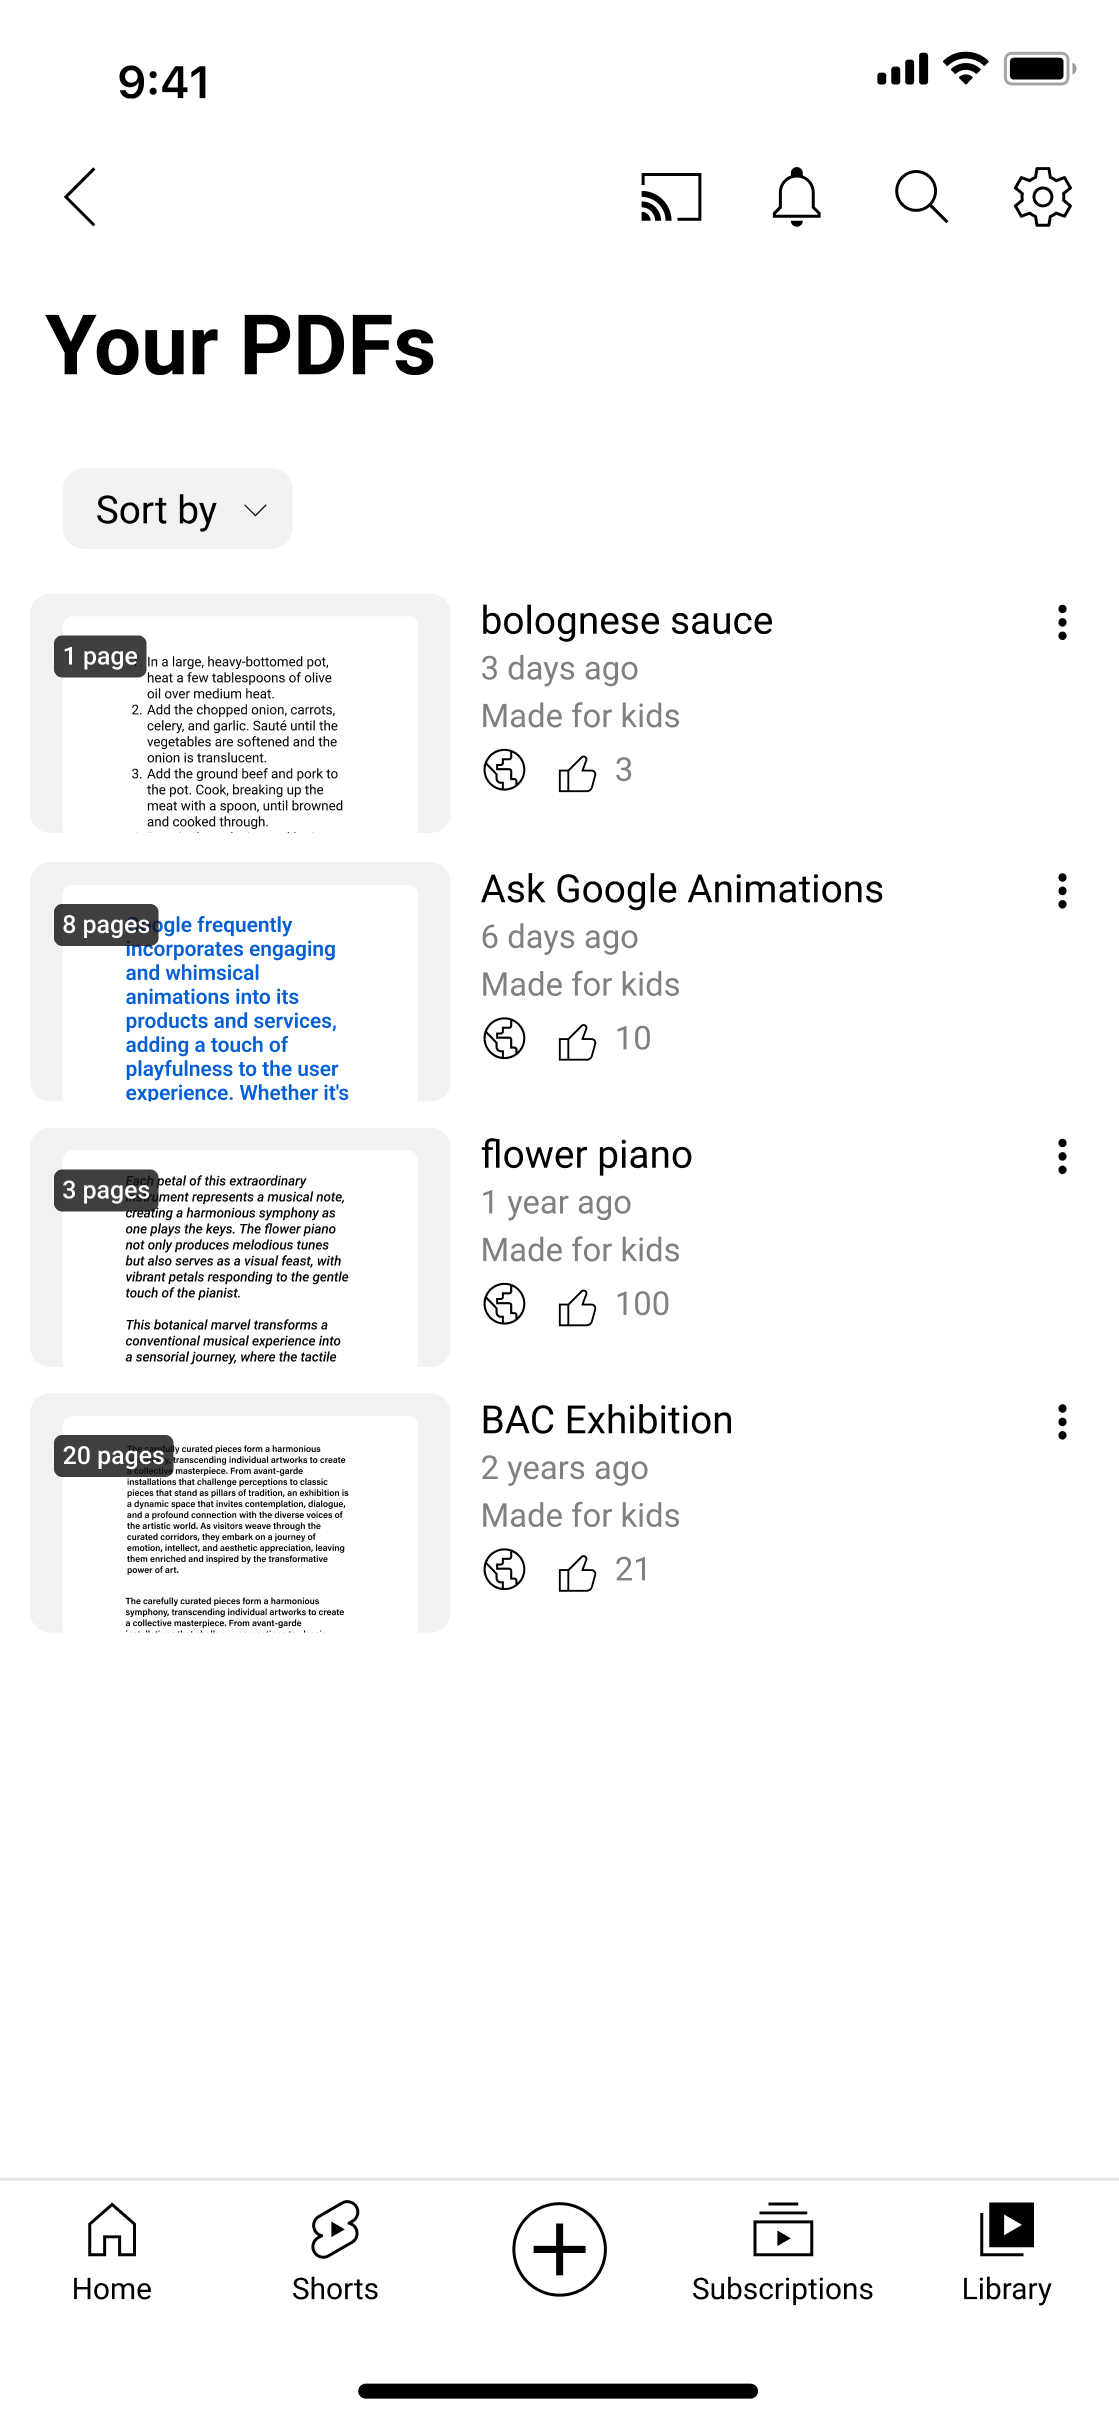 9:41
Your PDFs
Sort by
1 page
In a large, heavy-bottomed pot,
heat a few tablespoons of olive
oil over medium heat.
2. Add the chopped onion, carrots,
celery, and garlic. Sauté until the
vegetables are softened and the
onion is translucent.
3. Add the ground beef and pork to
the pot. Cook, breaking up the
meat with a spoon, until browned
and cooked through.
bolognese sauce
3 days ago
Made for kids
3
8 pages
Google frequently
incorporates engaging
and whimsical
animations into its
products and services,
adding a touch of
playfulness to the user
experience. Whether it's
Ask Google Animations
6 days ago
Made for kids
10
3 pages
Each petal of this extraordinary
instrument represents a musical note,
creating a harmonious symphony as
one plays the keys. The flower piano
not only produces melodious tunes
but also serves as a visual feast, with
vibrant petals responding to the gentle
touch of the pianist.
This botanical marvel transforms a
conventional musical experience into
a sensorial journey, where the tactile
flower piano
1 year ago
Made for kids
100
20 pages
The carefully curated pieces form a harmonious
symphony, transcending individual artworks to create
a collective masterpiece. From avant-garde
installations that challenge perceptions to classic
pieces that stand as pillars of tradition, an exhibition is
a dynamic space that invites contemplation, dialogue,
and a profound connection with the diverse voices of
the artistic world. As visitors weave through the
curated corridors, they embark on a journey of
emotion, intellect, and aesthetic appreciation, leaving
them enriched and inspired by the transformative
power of art.
The carefully curated pieces form a harmonious
symphony, transcending individual artworks to create
a collective masterpiece. From avant-garde
BAC Exhibition
2 years ago
Made for kids
21
Home
Shorts
Subscriptions
Library